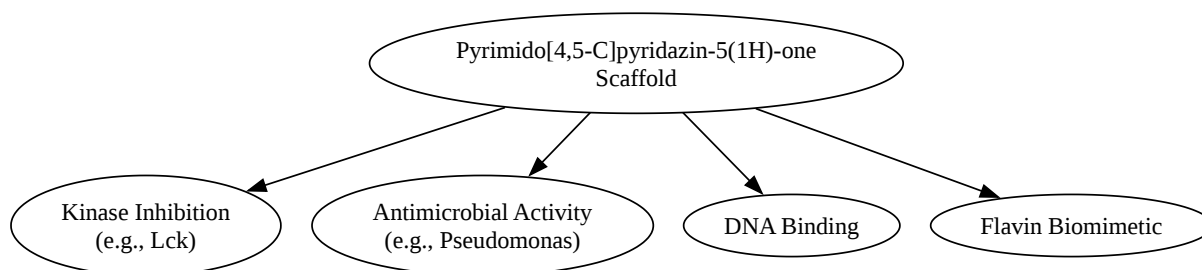 Pyrimido[4,5-C]pyridazin-5(1H)-one
Scaffold
Kinase Inhibition
(e.g., Lck)
Antimicrobial Activity
(e.g., Pseudomonas)
DNA Binding
Flavin Biomimetic